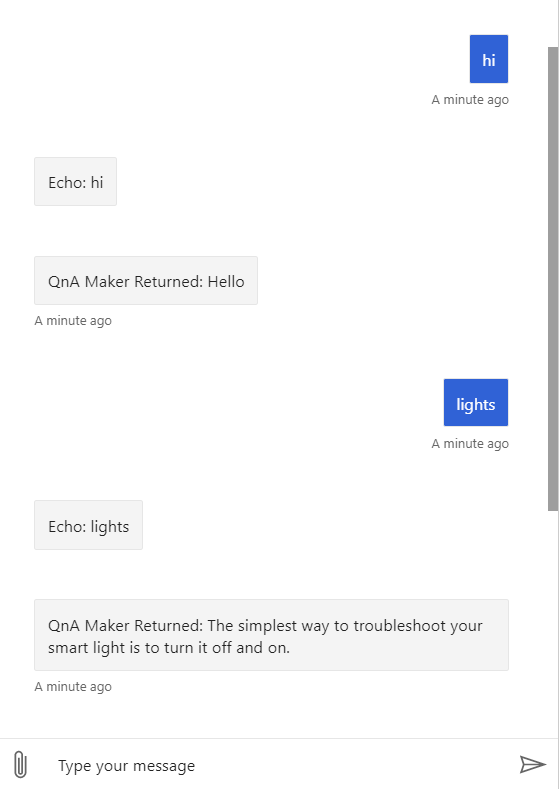 hi
A minute ago
Echo: hi
QnA Maker Returned: Hello
A minute ago
lights
A minute ago
Echo: lights
QnA Maker Returned: The simplest way to troubleshoot your
smart light is to turn it off and on.
A minute ago
Type your message